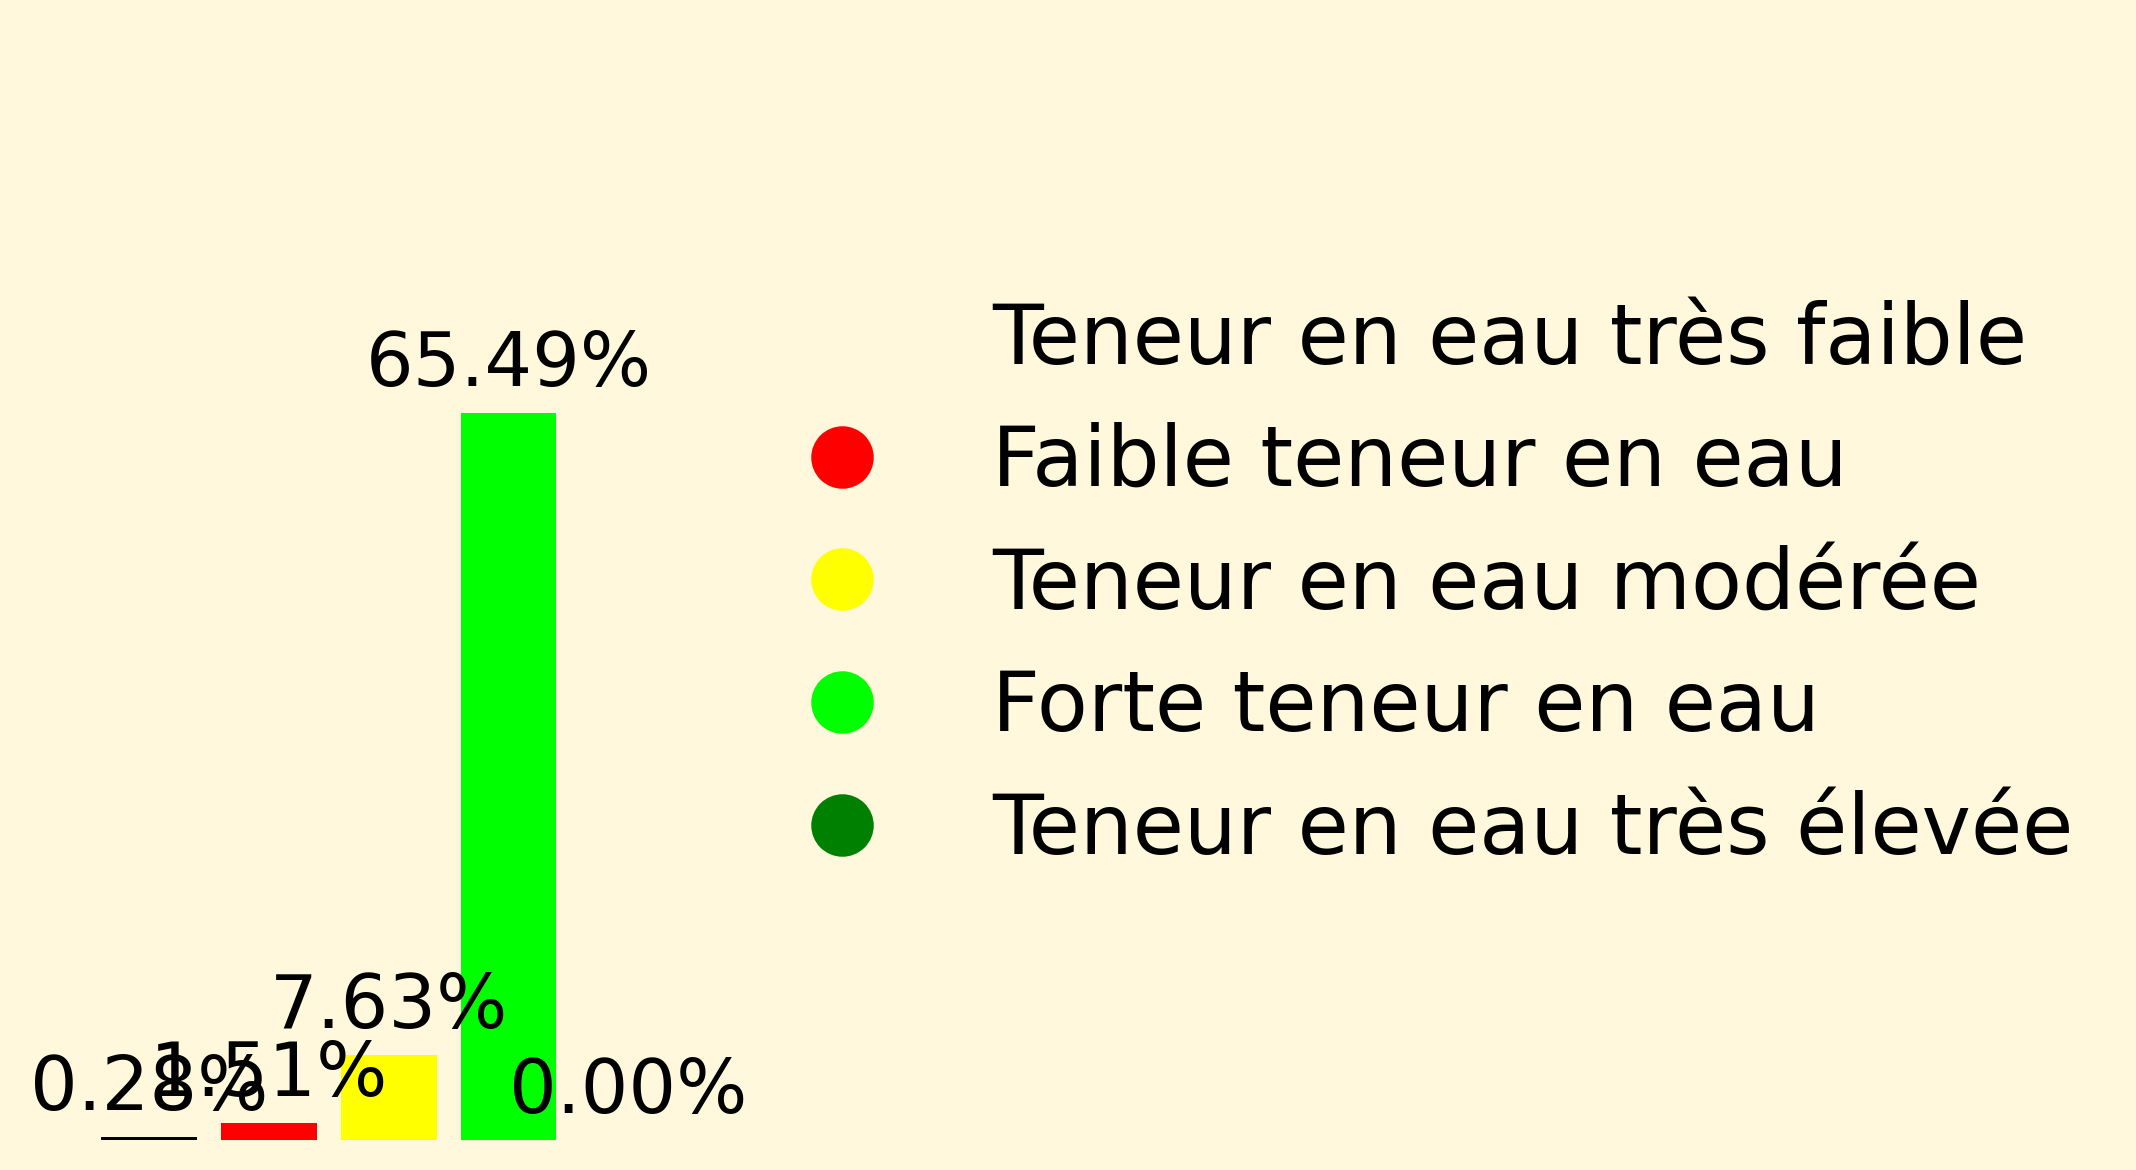 65.49%
7.63%
1.51%
0.28%
0.00%
Teneur en eau très faible
Faible teneur en eau
Teneur en eau modérée
Forte teneur en eau
Teneur en eau très élevée